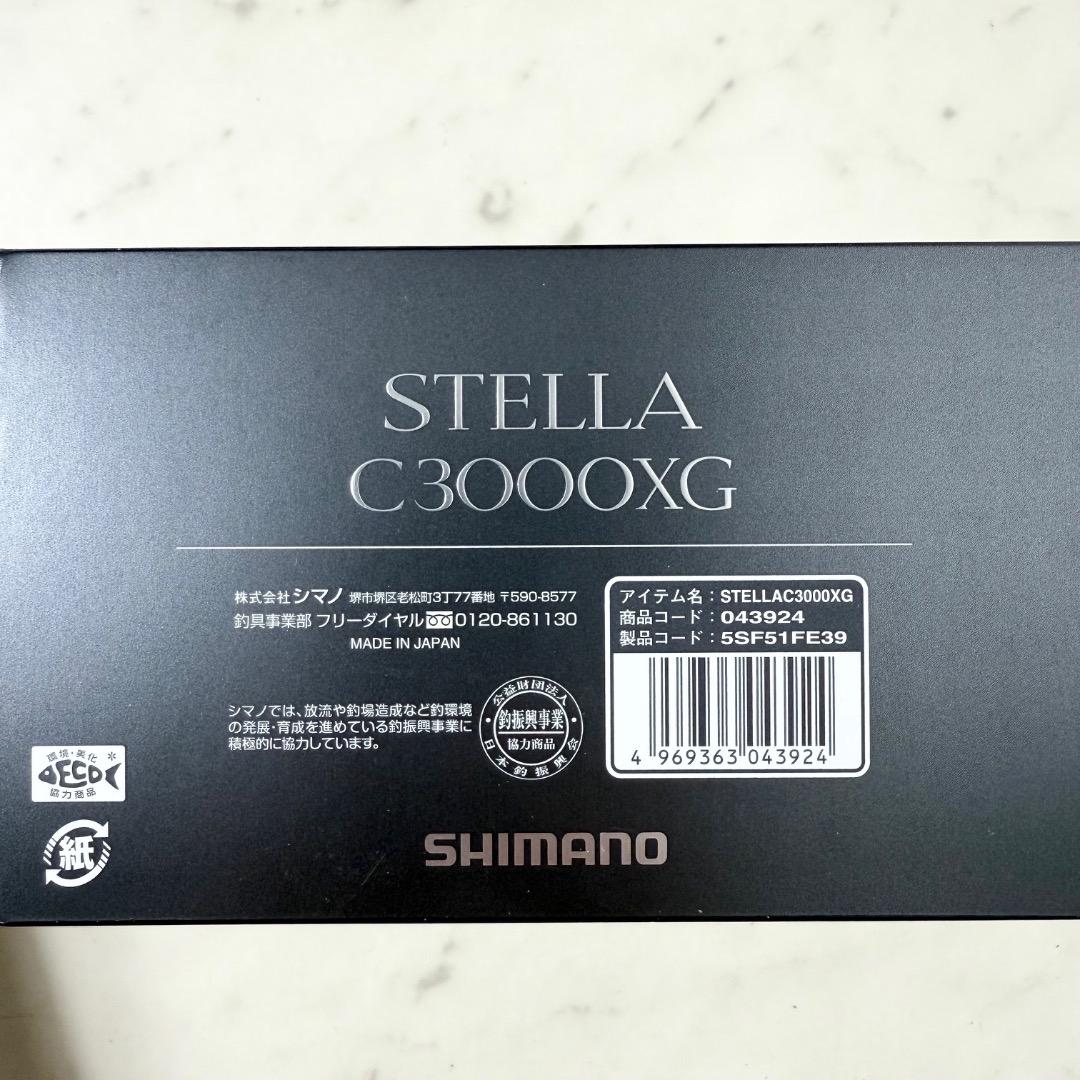 STELLA
C3000XG
株式会社シマノ 堺市堺区老松町3丁77番地 〒590-8577
釣具事業部 フリーダイヤル 0120-861130
MADE IN JAPAN
アイテム名：STELLAC3000XG
商品コード：043924
製品コード：5SF51FE39
4 969363 043924
シマノでは、放流や釣場造成など釣環境
の発展・育成を進めている釣振興事業に
積極的に協力しています。
公益財団法人
釣振興事業
協力商品
日本釣振興会
環境・美化
ECO
協力商品
紙
SHIMANO